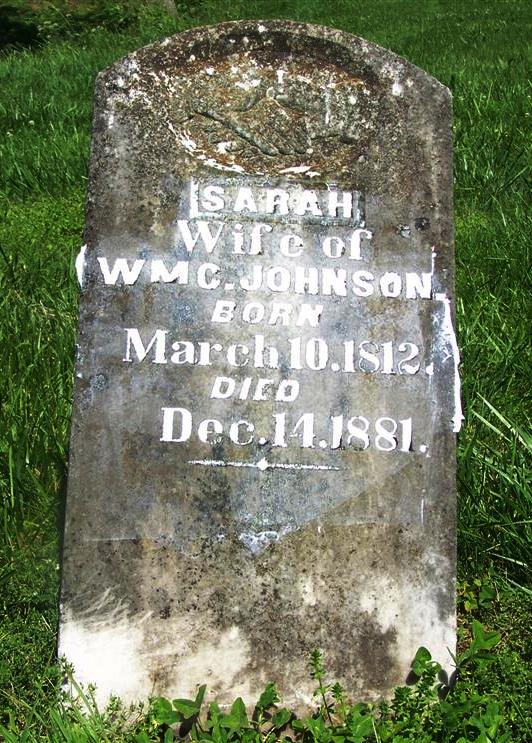 SARAH
Wife of
WM C. JOHNSON
BORN
March 10. 1812.
DIED
Dec. 14. 1881.